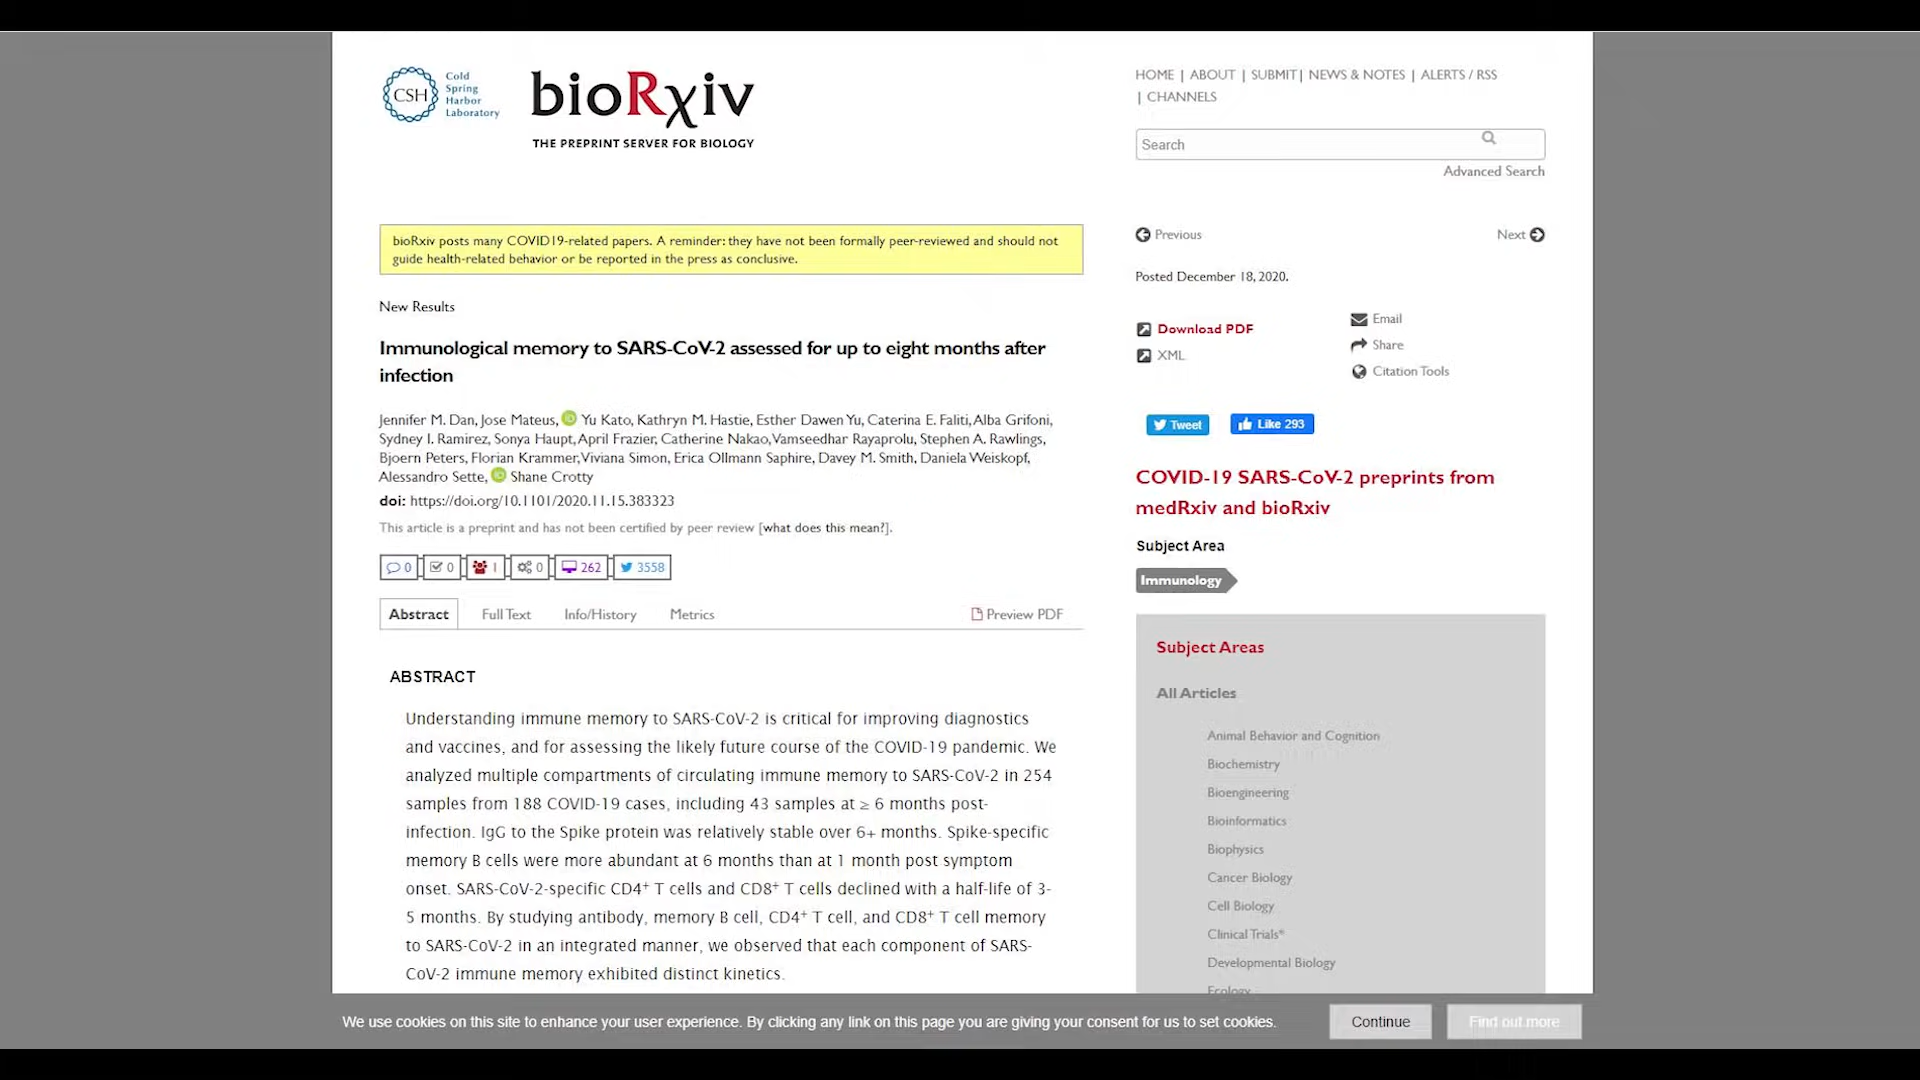 CSH
Cold
Spring
Harbor
Laboratory
bioRxiv
THE PREPRINT SERVER FOR BIOLOGY
HOME | ABOUT | SUBMIT | NEWS & NOTES | ALERTS / RSS
| CHANNELS
Search
Advanced Search
bioRxiv posts many COVID19-related papers. A reminder: they have not been formally peer-reviewed and should not
guide health-related behavior or be reported in the press as conclusive.
Previous
Next
Posted December 18, 2020.
New Results
Immunological memory to SARS-CoV-2 assessed for up to eight months after
infection
Download PDF
XML
Email
Share
Citation Tools
Jennifer M. Dan, Jose Mateus, iD Yu Kato, Kathryn M. Hastie, Esther Dawen Yu, Caterina E. Faliti, Alba Grifoni,
Sydney I. Ramirez, Sonya Haupt, April Frazier, Catherine Nakao, Vamseedhar Rayaprolu, Stephen A. Rawlings,
Bjoern Peters, Florian Krammer, Viviana Simon, Erica Ollmann Saphire, Davey M. Smith, Daniela Weiskopf,
Alessandro Sette, iD Shane Crotty
doi: https://doi.org/10.1101/2020.11.15.383323
This article is a preprint and has not been certified by peer review [what does this mean?].
Tweet
Like 293
0 0 1 0 262 3558
COVID-19 SARS-CoV-2 preprints from
medRxiv and bioRxiv
Subject Area
Immunology
Abstract Full Text Info/History Metrics Preview PDF
ABSTRACT
Understanding immune memory to SARS-CoV-2 is critical for improving diagnostics
and vaccines, and for assessing the likely future course of the COVID-19 pandemic. We
analyzed multiple compartments of circulating immune memory to SARS-CoV-2 in 254
samples from 188 COVID-19 cases, including 43 samples at ≥ 6 months post-
infection. IgG to the Spike protein was relatively stable over 6+ months. Spike-specific
memory B cells were more abundant at 6 months than at 1 month post symptom
onset. SARS-CoV-2-specific CD4⁺ T cells and CD8⁺ T cells declined with a half-life of 3-
5 months. By studying antibody, memory B cell, CD4⁺ T cell, and CD8⁺ T cell memory
to SARS-CoV-2 in an integrated manner, we observed that each component of SARS-
CoV-2 immune memory exhibited distinct kinetics.
Subject Areas
All Articles
Animal Behavior and Cognition
Biochemistry
Bioengineering
Bioinformatics
Biophysics
Cancer Biology
Cell Biology
Clinical Trials*
Developmental Biology
Ecology
We use cookies on this site to enhance your user experience. By clicking any link on this page you are giving your consent for us to set cookies.
Continue
Find out more